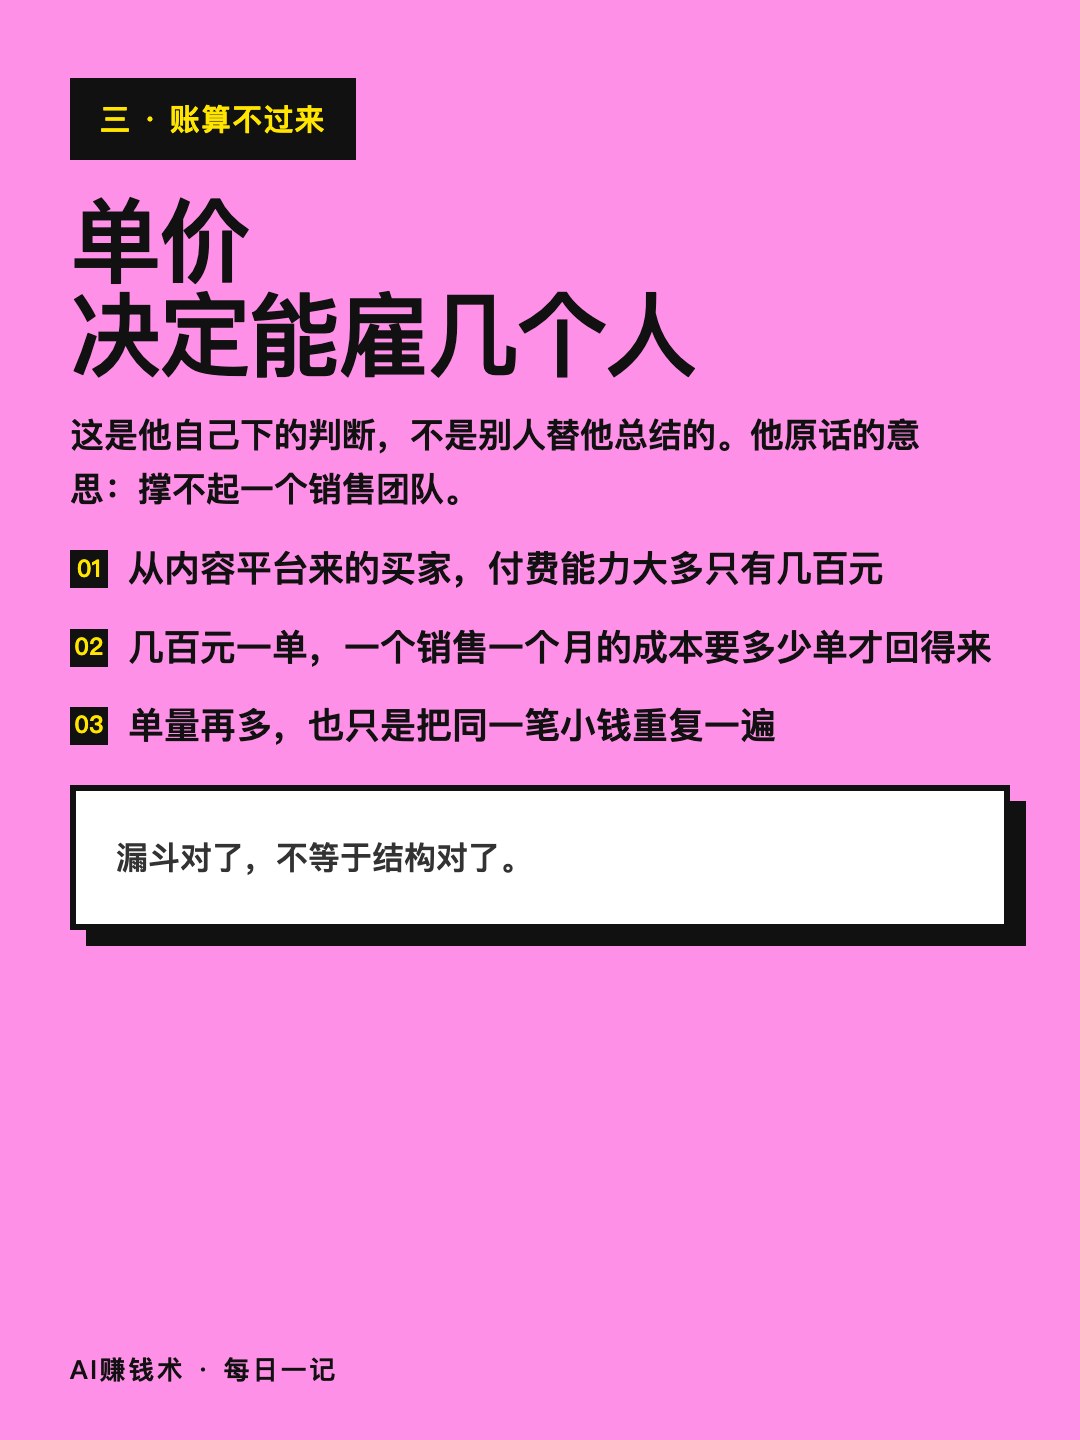 三 · 账算不过来
单价
决定能雇几个人
这是他自己下的判断，不是别人替他总结的。他原话的意
思：撑不起一个销售团队。
01 从内容平台来的买家，付费能力大多只有几百元
02 几百元一单，一个销售一个月的成本要多少单才回得来
03 单量再多，也只是把同一笔小钱重复一遍
漏斗对了，不等于结构对了。
AI赚钱术 · 每日一记